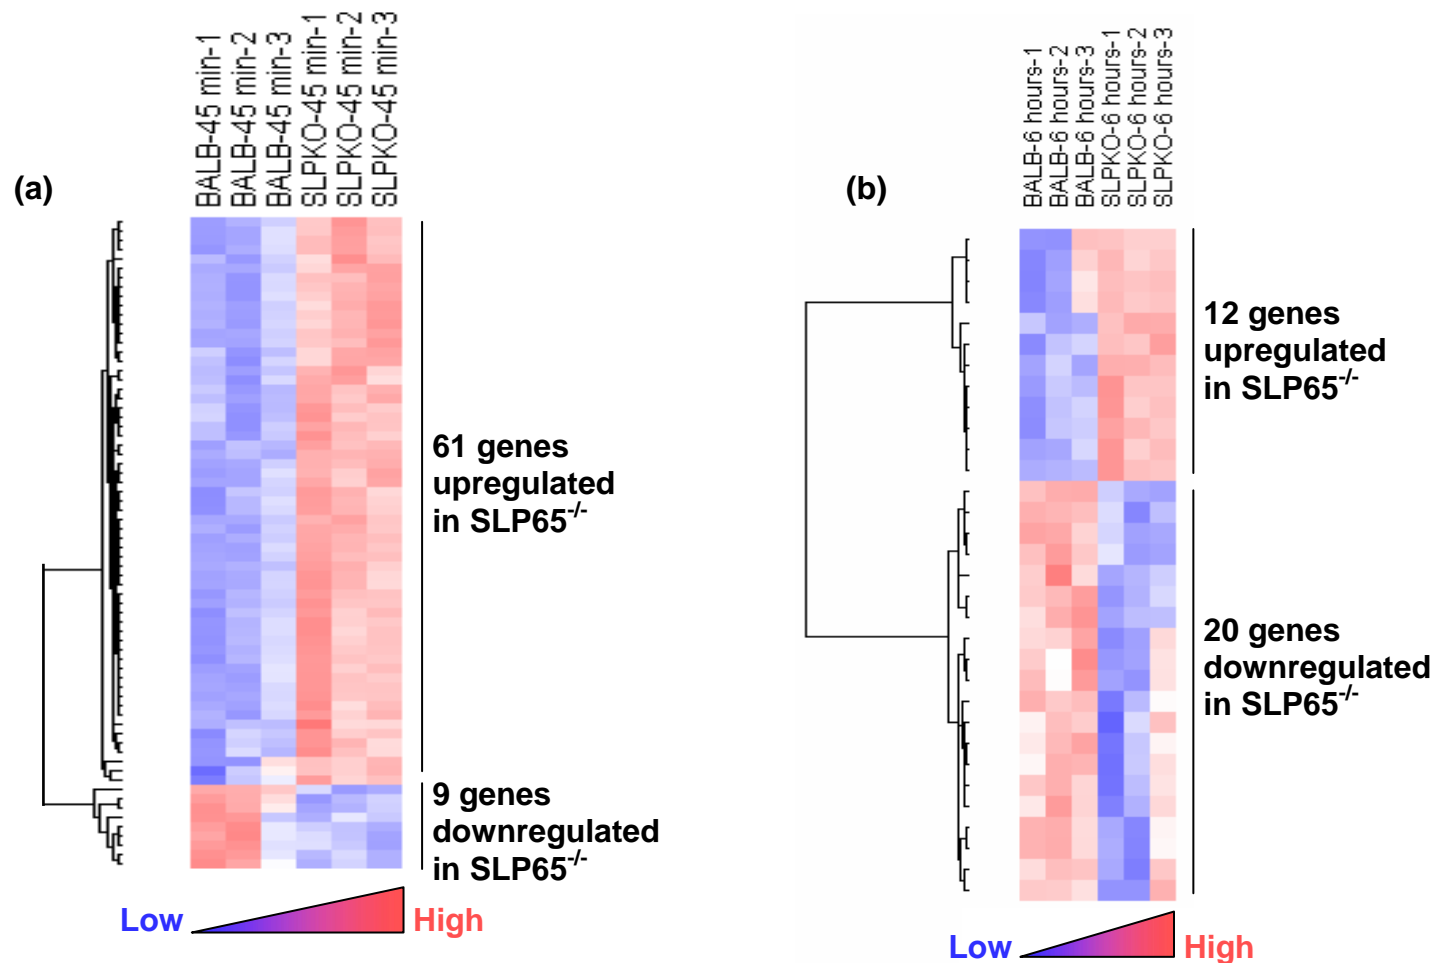 (a)
BALB-45 min-1
BALB-45 min-2
BALB-45 min-3
SLPKO-45 min-1
SLPKO-45 min-2
SLPKO-45 min-3
61 genes
upregulated
in SLP65-/-
9 genes
downregulated
in SLP65-/-
Low
High
(b)
BALB-6 hours-1
BALB-6 hours-2
BALB-6 hours-3
SLPKO-6 hours-1
SLPKO-6 hours-2
SLPKO-6 hours-3
12 genes
upregulated
in SLP65-/-
20 genes
downregulated
in SLP65-/-
Low
High